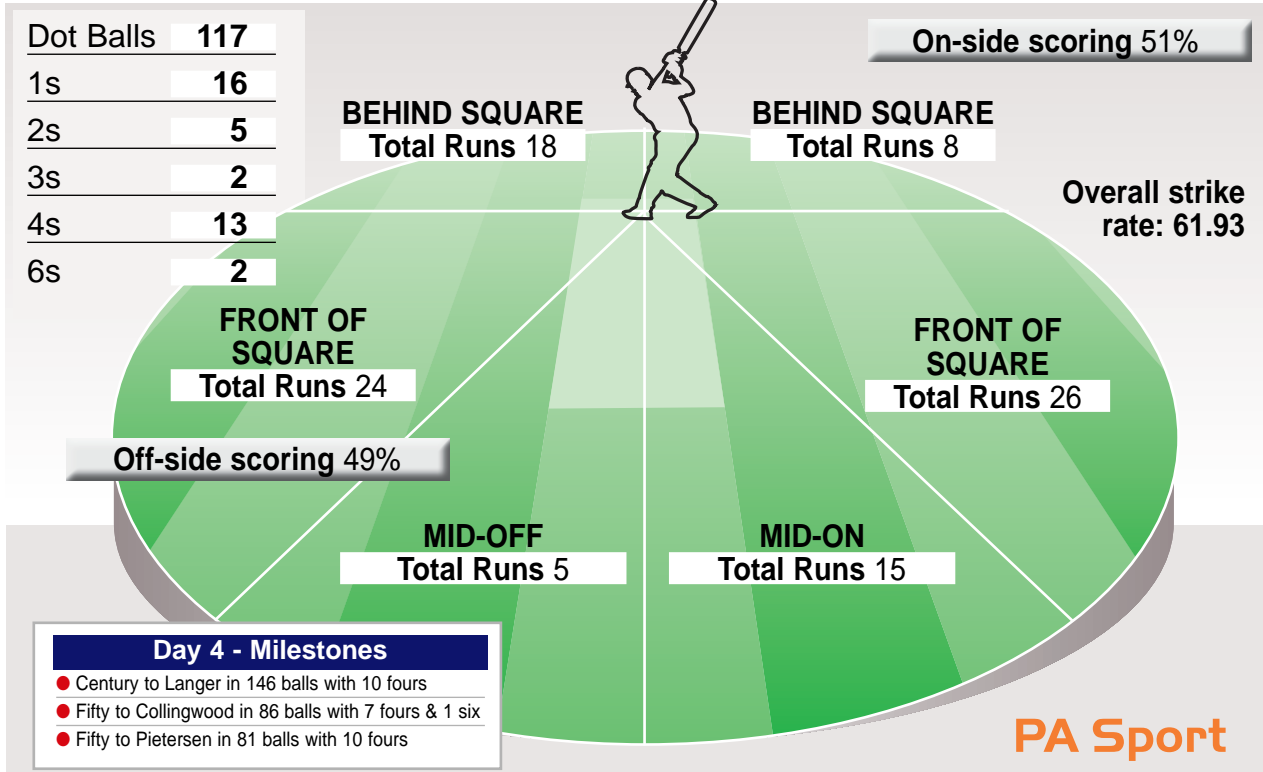 Dot Balls 117
1s 16
2s 5
3s 2
4s 13
6s 2
On-side scoring 51%
BEHIND SQUARE
Total Runs 18
BEHIND SQUARE
Total Runs 8
Overall strike
rate: 61.93
FRONT OF
SQUARE
Total Runs 24
FRONT OF
SQUARE
Total Runs 26
Off-side scoring 49%
MID-OFF
Total Runs 5
MID-ON
Total Runs 15
Day 4 - Milestones
Century to Langer in 146 balls with 10 fours
Fifty to Collingwood in 86 balls with 7 fours & 1 six
Fifty to Pietersen in 81 balls with 10 fours
PA Sport